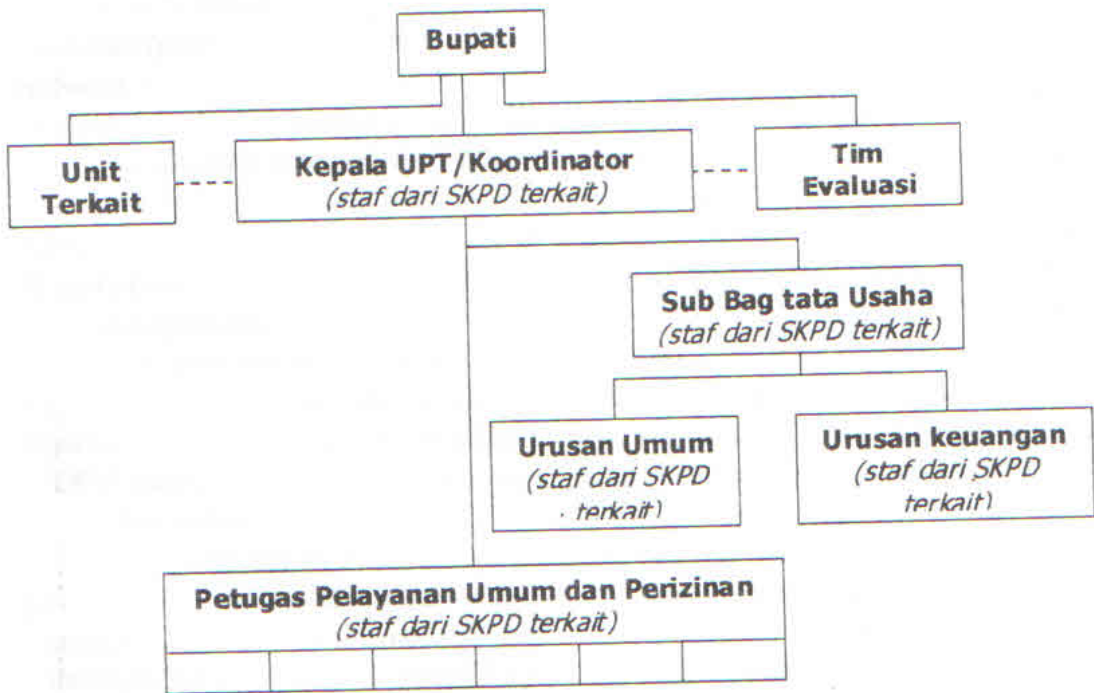 Bupati
Unit
Terkait
Kepala UPT/Koordinator
(staf dari SKPD terkait)
Tim
Evaluasi
Sub Bag tata Usaha
(staf dari SKPD terkait)
Urusan Umum
(staf dari SKPD
terkait)
Urusan keuangan
(staf dari SKPD
terkait)
Petugas Pelayanan Umum dan Perizinan
(staf dari SKPD terkait)